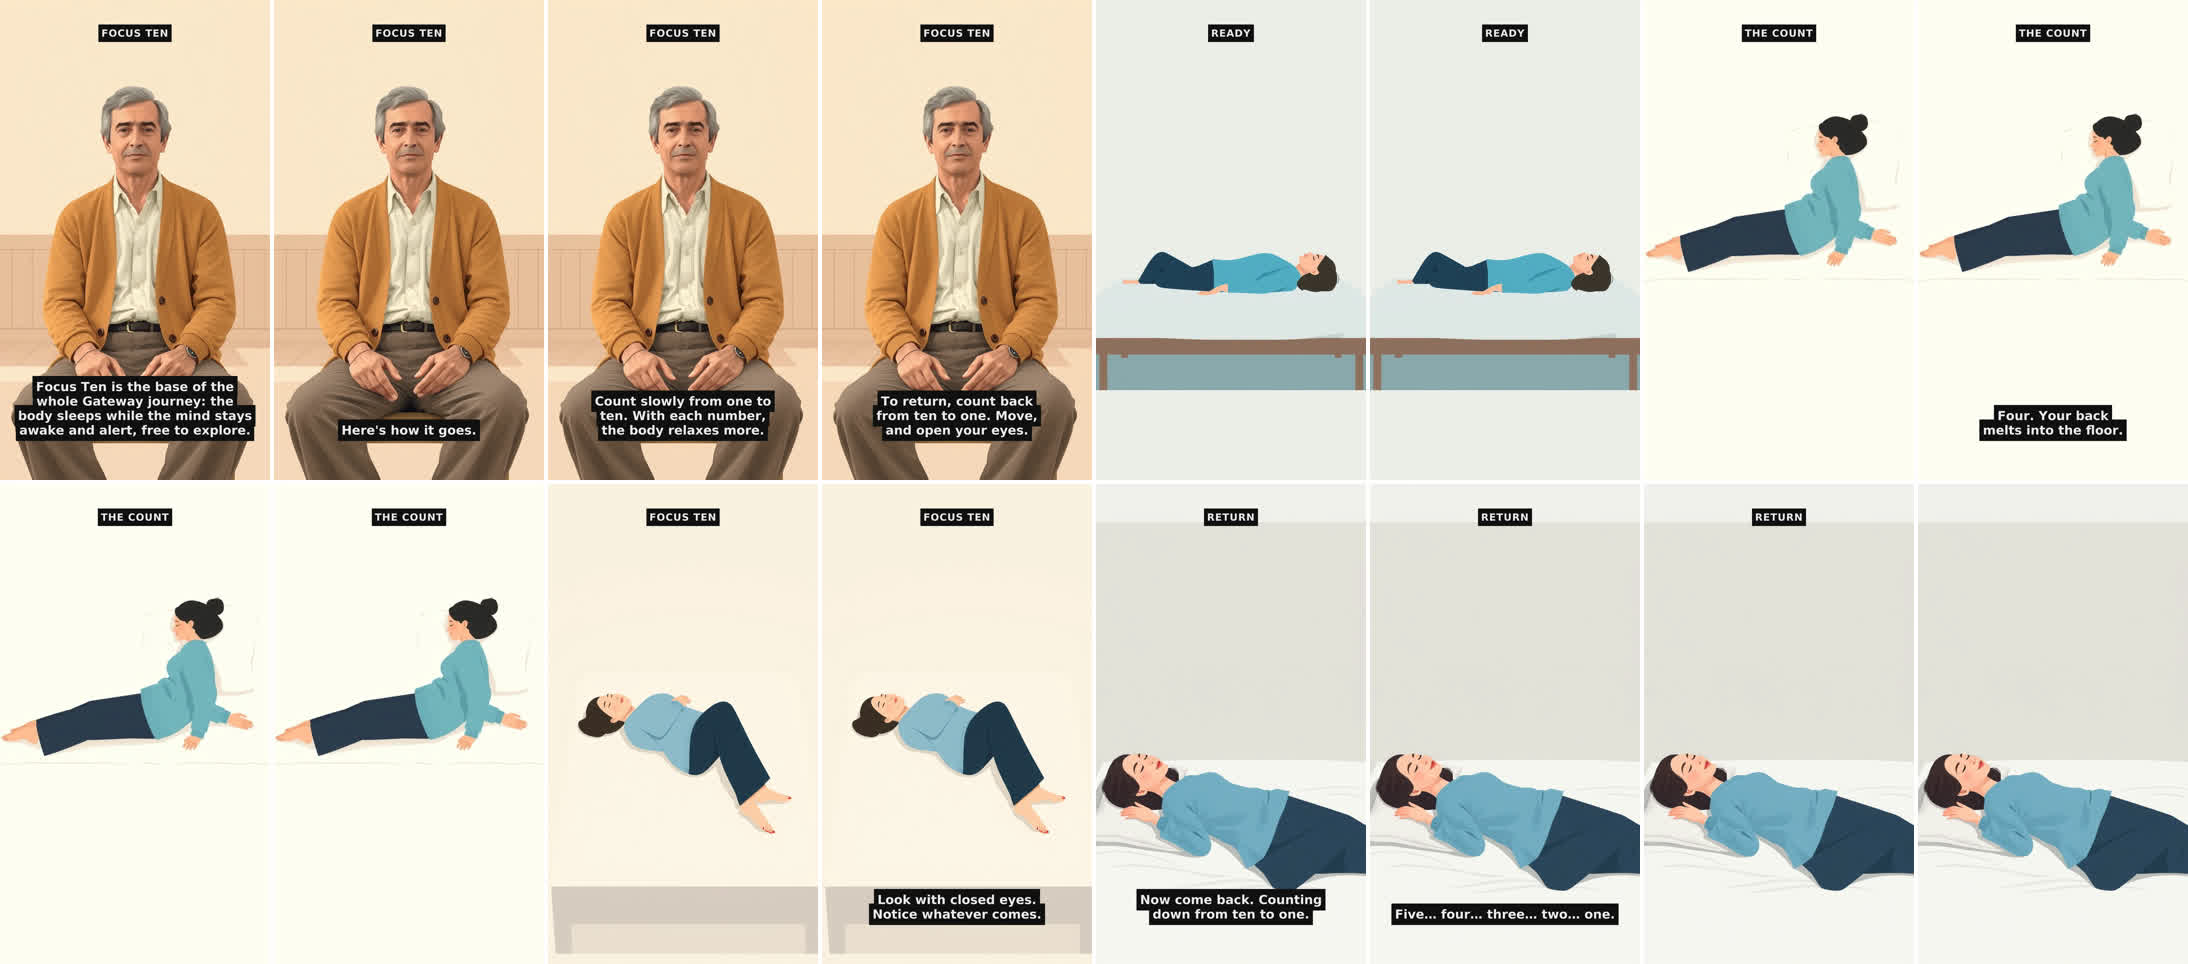 FOCUS TEN
Focus Ten is the base of the
whole Gateway journey: the
body sleeps while the mind stays
awake and alert, free to explore.
FOCUS TEN
Here's how it goes.
FOCUS TEN
Count slowly from one to
ten. With each number,
the body relaxes more.
FOCUS TEN
To return, count back
from ten to one. Move,
and open your eyes.
READY
READY
THE COUNT
THE COUNT
Four. Your back
melts into the floor.
THE COUNT
THE COUNT
FOCUS TEN
FOCUS TEN
Look with closed eyes.
Notice whatever comes.
RETURN
Now come back. Counting
down from ten to one.
RETURN
Five... four... three... two... one.
RETURN